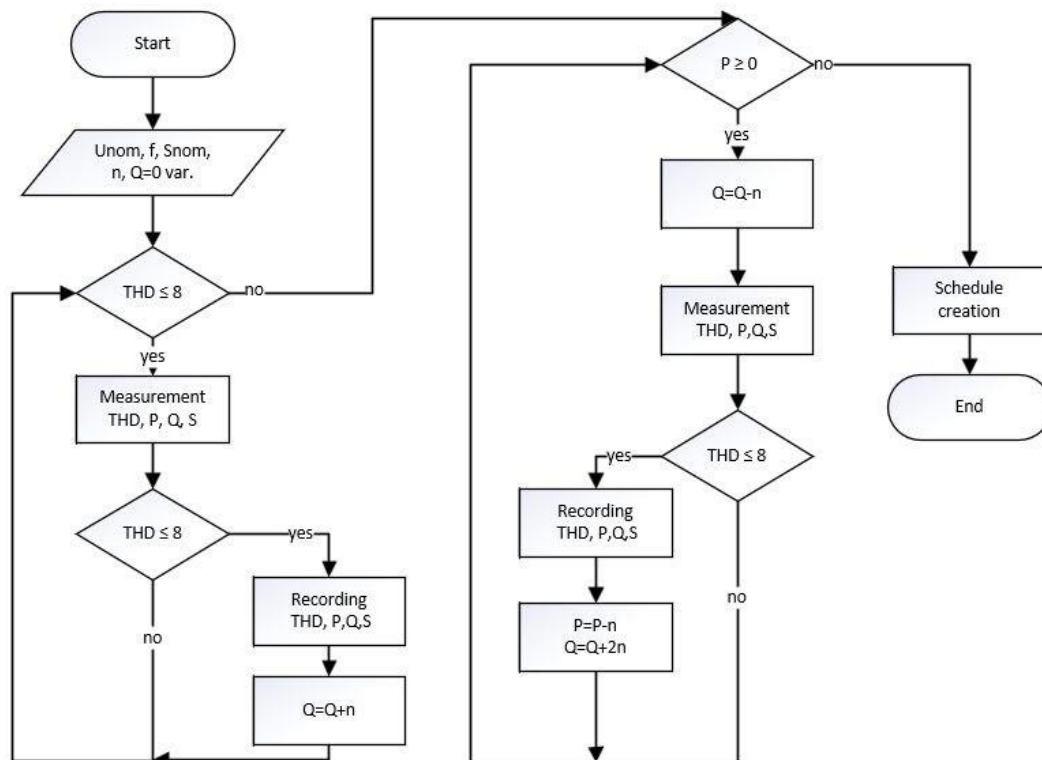 Start
Unom, f, Snom,
n, Q=0 var.
THD ≤ 8
no
yes
Measurement
THD, P, Q, S
THD ≤ 8
yes
no
Recording
THD, P,Q,S
Q=Q+n
P ≥ 0
no
yes
Q=Q-n
Measurement
THD, P,Q,S
THD ≤ 8
yes
no
Recording
THD, P,Q,S
P=P-n
Q=Q+2n
Schedule
creation
End